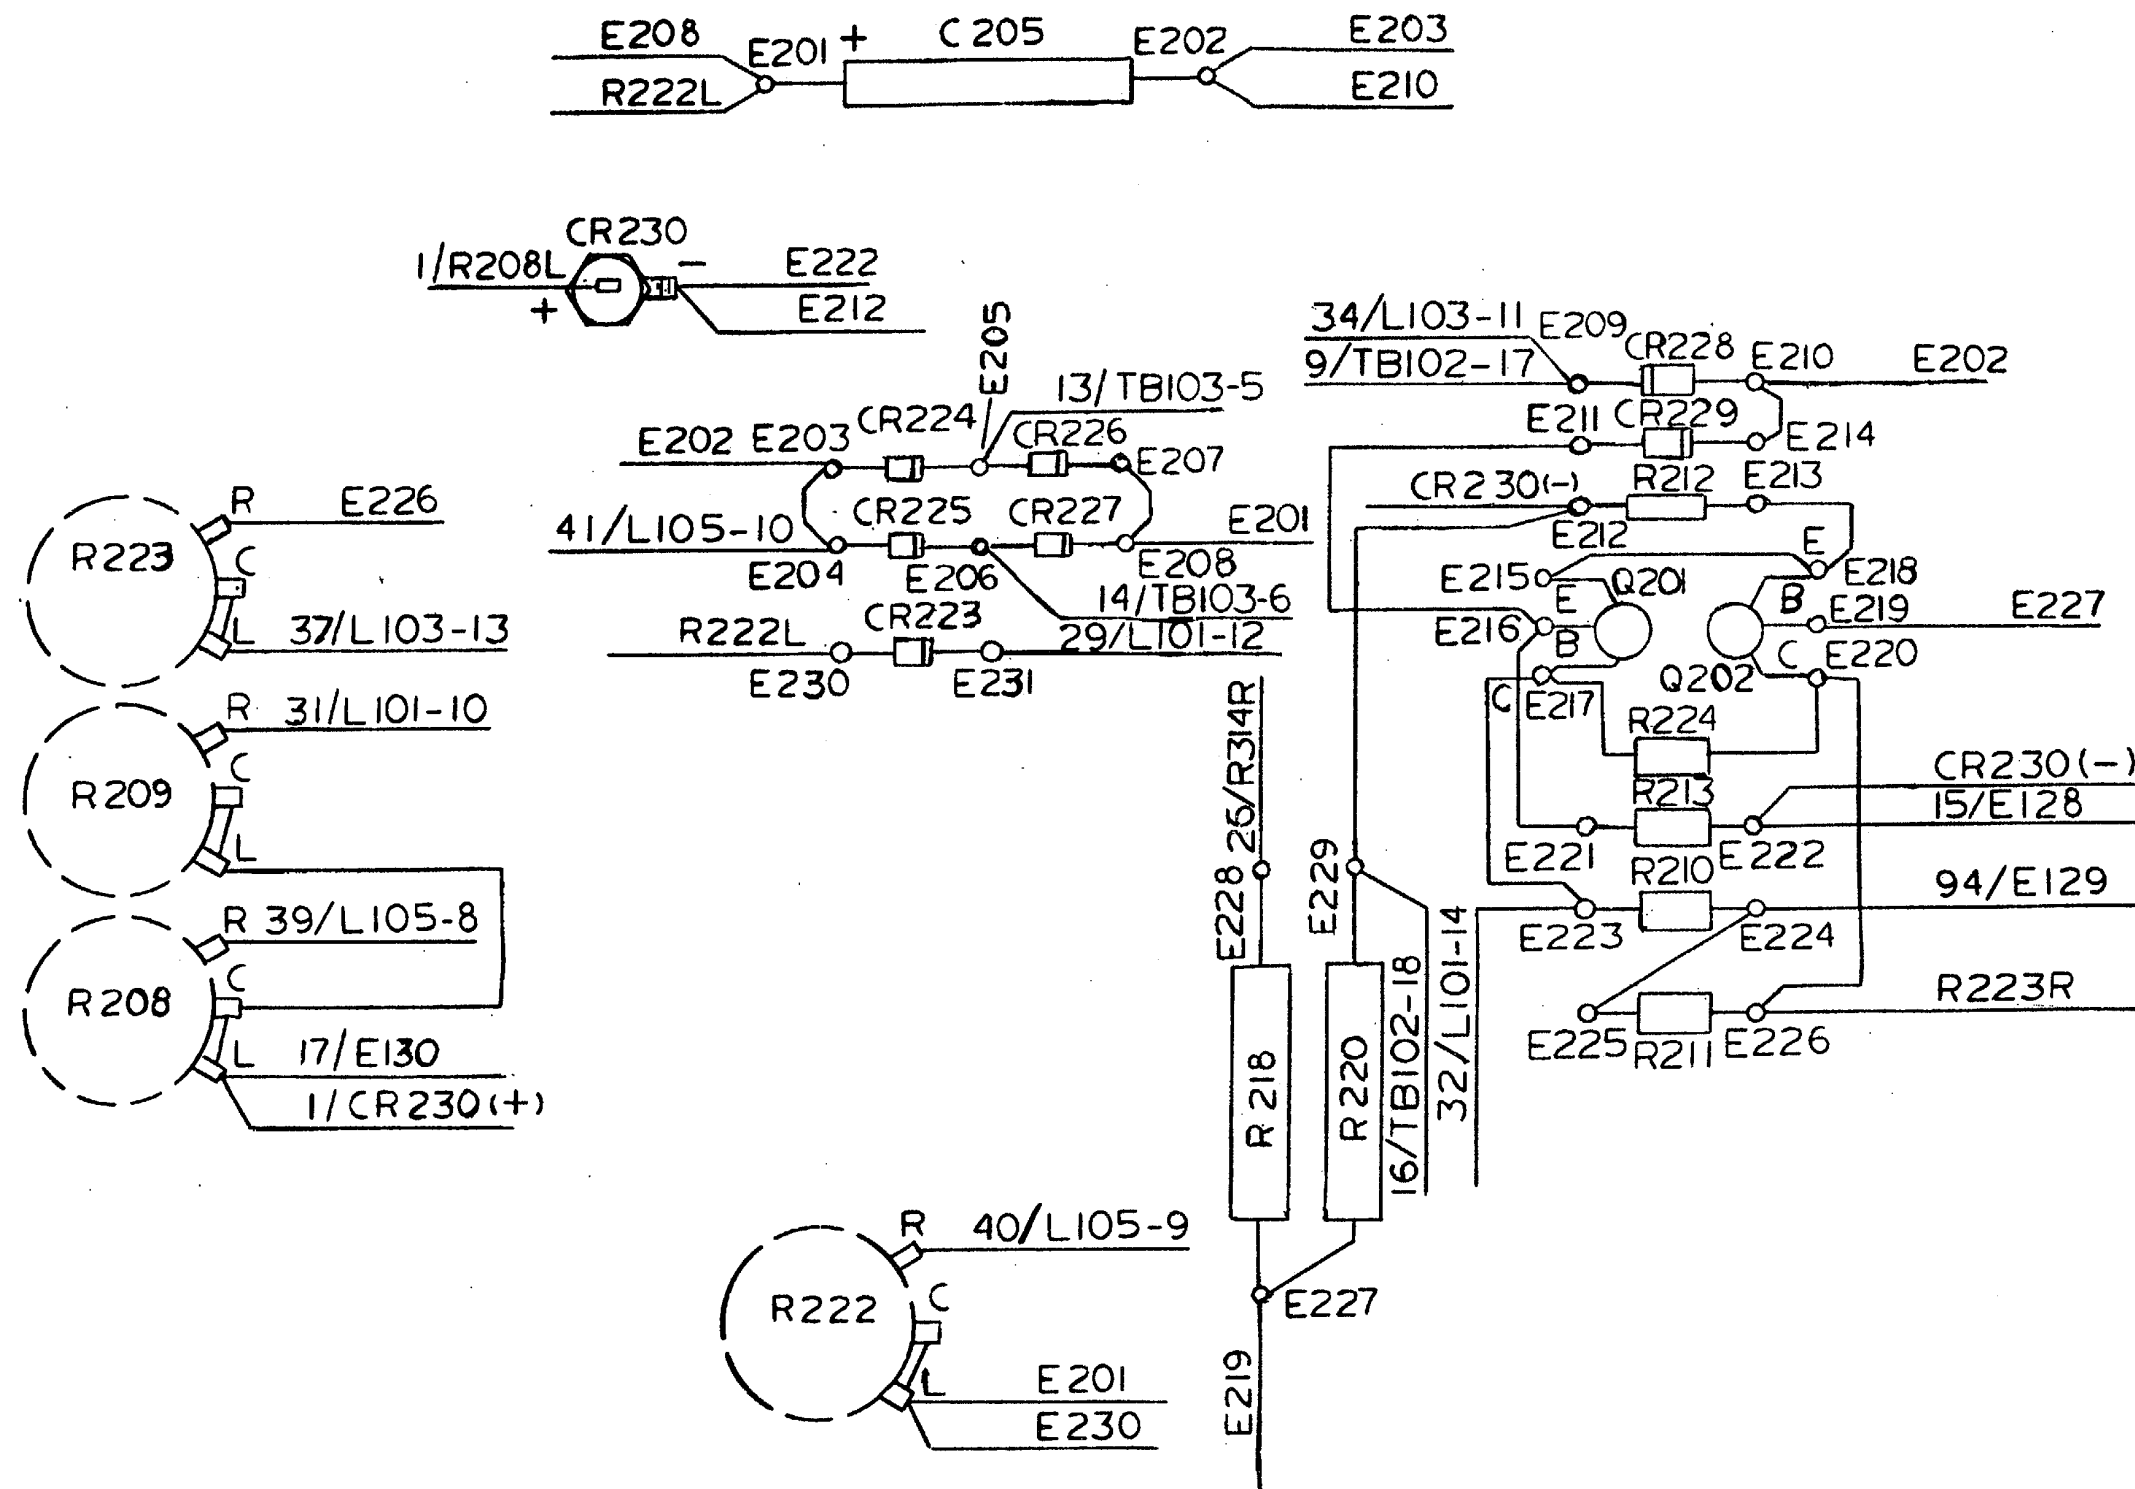 E208 E201 + C205 E202 E203
R222L E210
CR230
1/R208L + - E222
E212
E205
13/TB103-5
E202 E203 CR224 CR226 E207
41/L105-10 CR225 CR227 E201
E204 E206 E208
14/TB103-6
R222L CR223 29/L101-12
E230 E231
34/L103-11 E209 CR228 E210 E202
9/TB102-17
E211 CR229 E214
CR230(-) R212 E213
E212
E215 E Q201 E E218
E216 B B E219 E227
C E217 Q202 C E220
R224
R213 CR230(-)
15/E128
E221 E222
R210 94/E129
E223 E224
R223R
E225 R211 E226
R223 R E226
C
L 37/L103-13
R209 R 31/L101-10
C
L
R208 R 39/L105-8
C
L 17/E130
1/CR230(+)
E228 26/R314R
E229
R218
R220
16/TB102-18
32/L101-14
E227
E219
R222 R 40/L105-9
C
L E201
E230